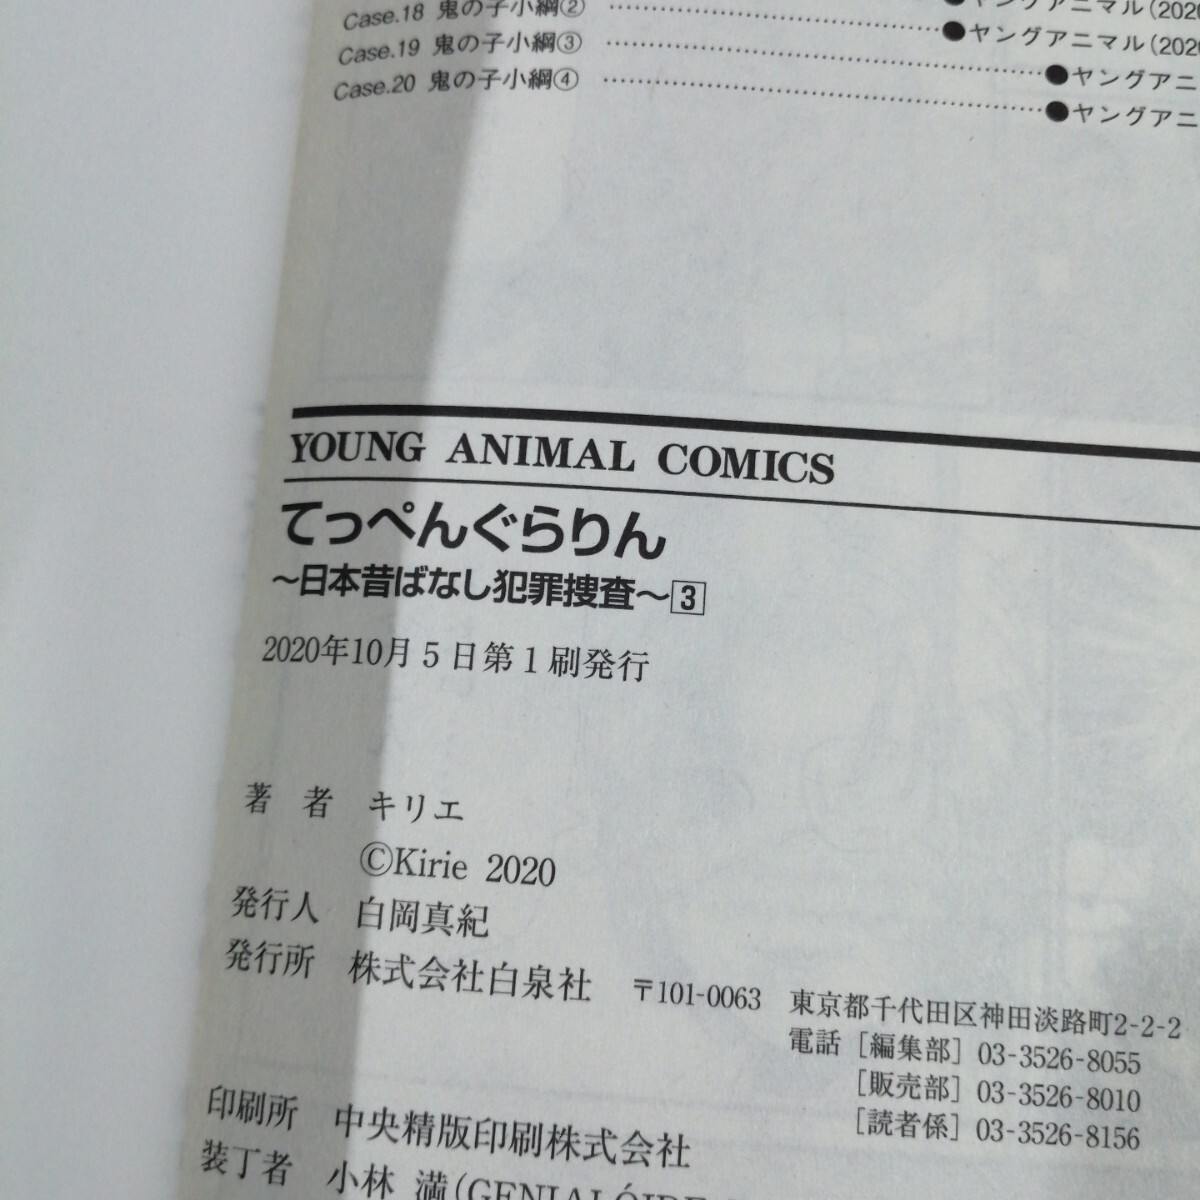 Case.18 鬼の子小綱② ●ヤングアニマル(2020
Case.19 鬼の子小綱③ ●ヤングアニマル(2020
Case.20 鬼の子小綱④ ●ヤングアニ
●ヤングアニ
YOUNG ANIMAL COMICS
てっぺんぐらりん
〜日本昔ばなし犯罪捜査〜3
2020年10月5日第1刷発行
著者 キリエ
©Kirie 2020
発行人 白岡真紀
発行所 株式会社白泉社 〒101-0063 東京都千代田区神田淡路町2-2-2
電話[編集部] 03-3526-8055
[販売部] 03-3526-8010
[読者係] 03-3526-8156
印刷所 中央精版印刷株式会社
装丁者 小林 満(GENIALÓIDE